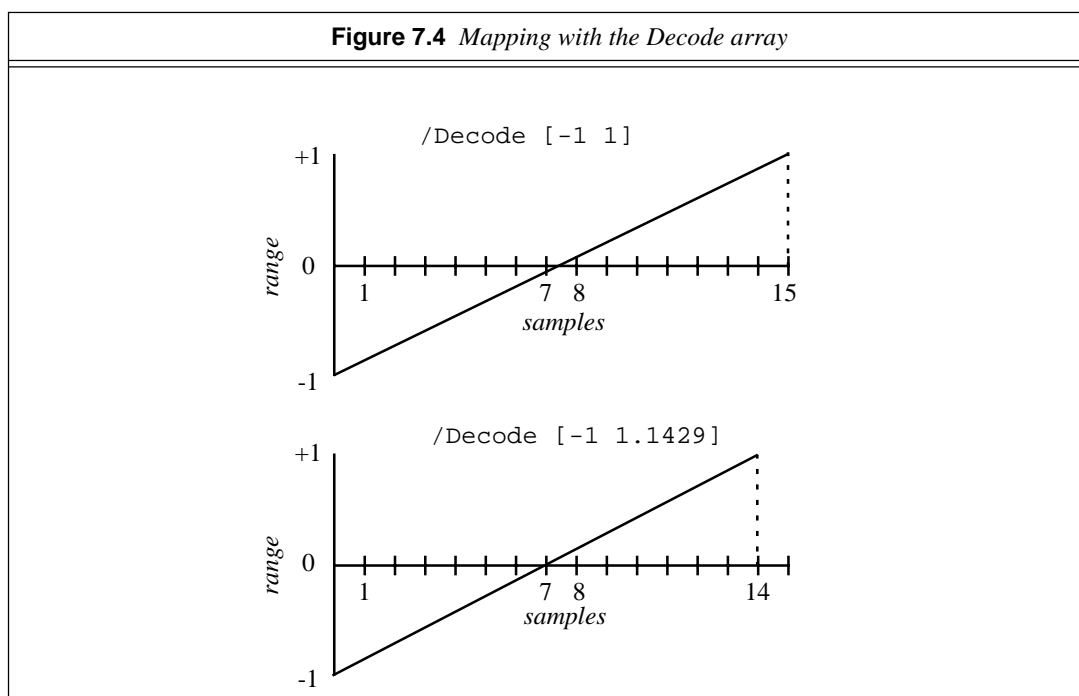 Figure 7.4 Mapping with the Decode array
/Decode [-1 1]
+1
range
0
1
7
8
15
samples
-1
/Decode [-1 1.1429]
+1
range
0
1
7
8
14
samples
-1